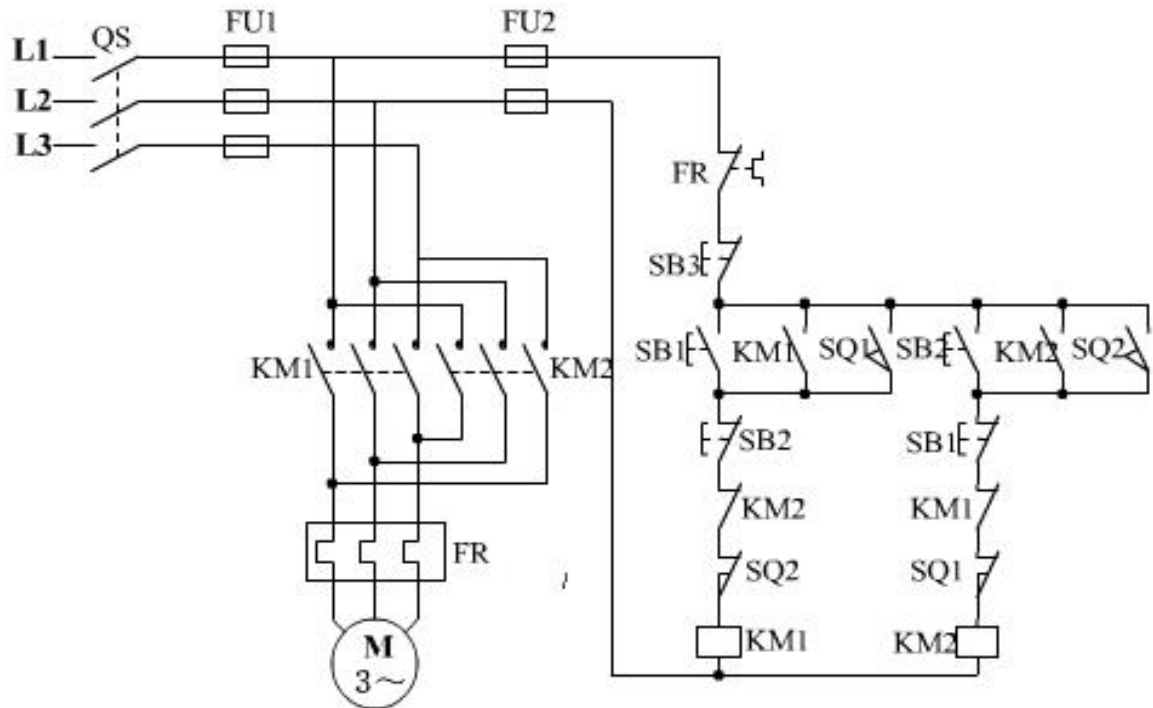 QS FU1 FU2
L1
L2
L3
FR
SB3
KM1 KM2 SB1 KM1 SQ1 SB2 KM2 SQ2
SB2 SB1
KM2 KM1
FR SQ2 SQ1
M KM1 KM2
3～